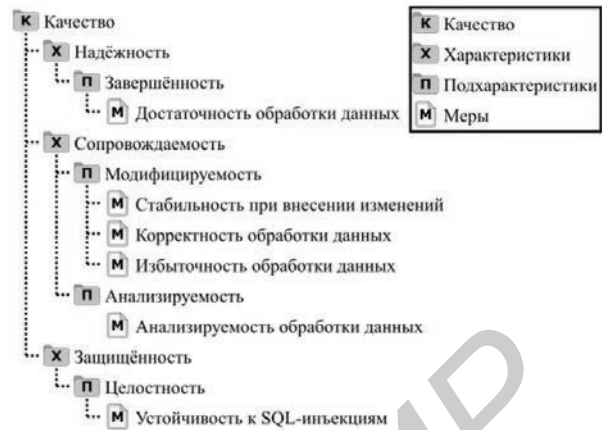 К Качество
Х Надёжность
П Завершённость
М Достаточность обработки данных
Х Сопровождаемость
П Модифицируемость
М Стабильность при внесении изменений
М Корректность обработки данных
М Избыточность обработки данных
П Анализируемость
М Анализируемость обработки данных
Х Защищённость
П Целостность
М Устойчивость к SQL-инъекциям
К Качество
Х Характеристики
П Подхарактеристики
М Меры